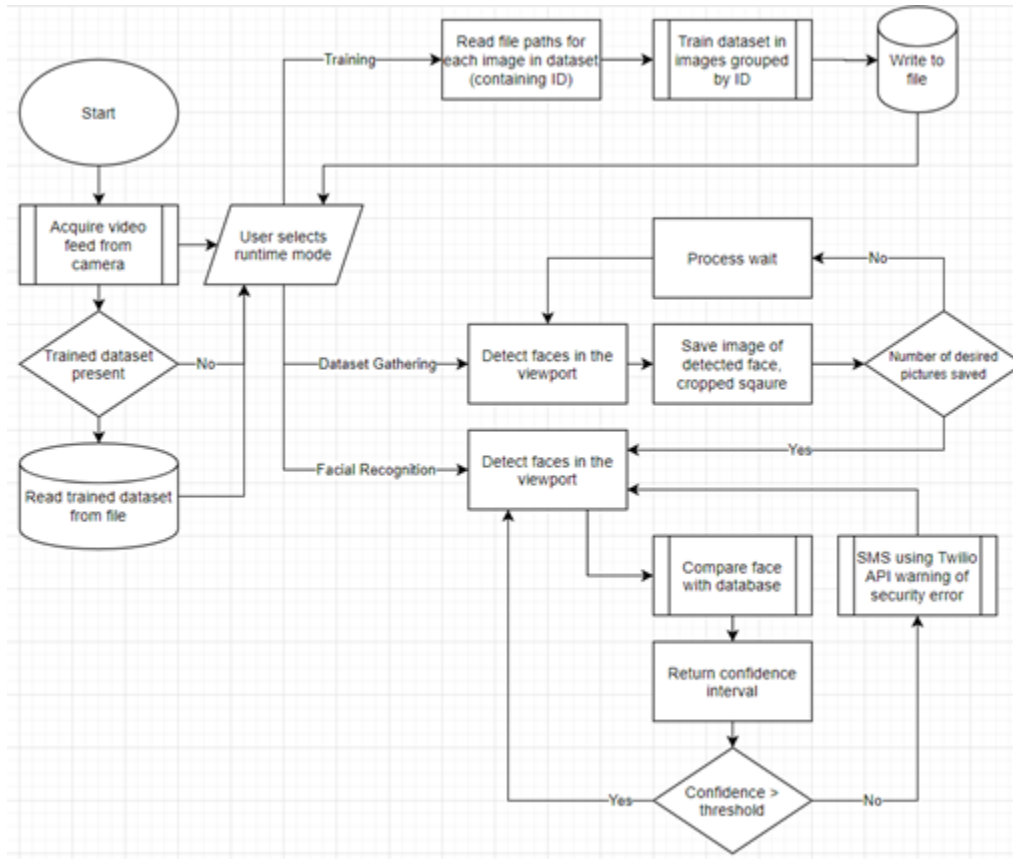 Start
Acquire video
feed from
camera
Trained dataset
present
No
Read trained dataset
from file
User selects
runtime mode
Training
Read file paths for
each image in dataset
(containing ID)
Train dataset in
images grouped
by ID
Write to
file
Dataset Gathering
Detect faces in the
viewport
Save image of
detected face,
cropped sqaure
Number of desired
pictures saved
No
Process wait
Yes
Facial Recognition
Detect faces in the
viewport
Compare face
with database
Return confidence
interval
Confidence >
threshold
Yes
No
SMS using Twilio
API warning of
security error